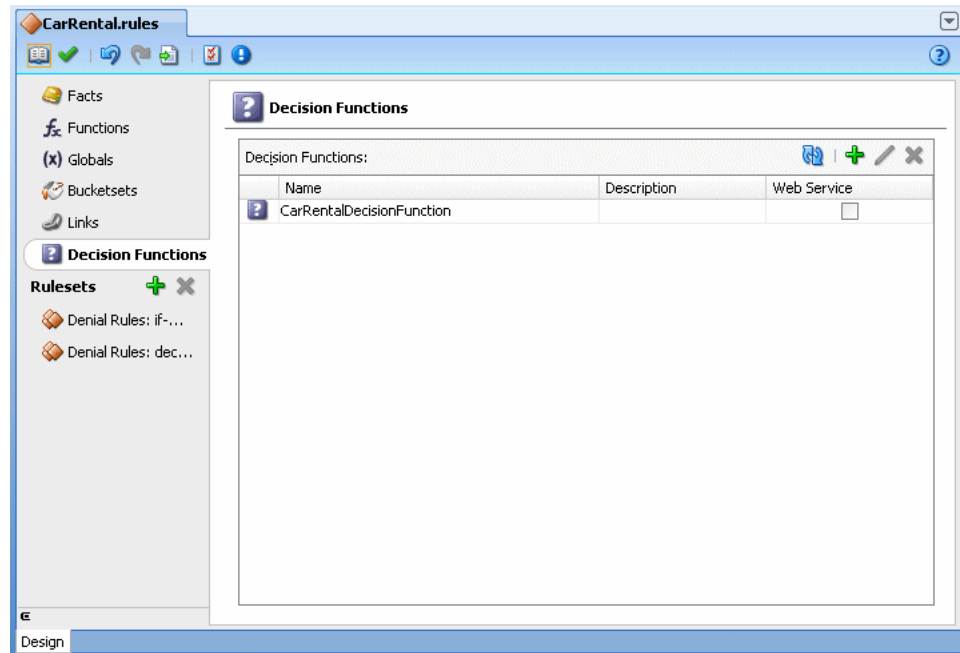 CarRental.rules
Facts
fx Functions
(x) Globals
Bucketsets
Links
Decision Functions
Rulesets
Denial Rules: if-...
Denial Rules: dec...
Decision Functions
Decision Functions:
Name Description Web Service
CarRentalDecisionFunction
Design